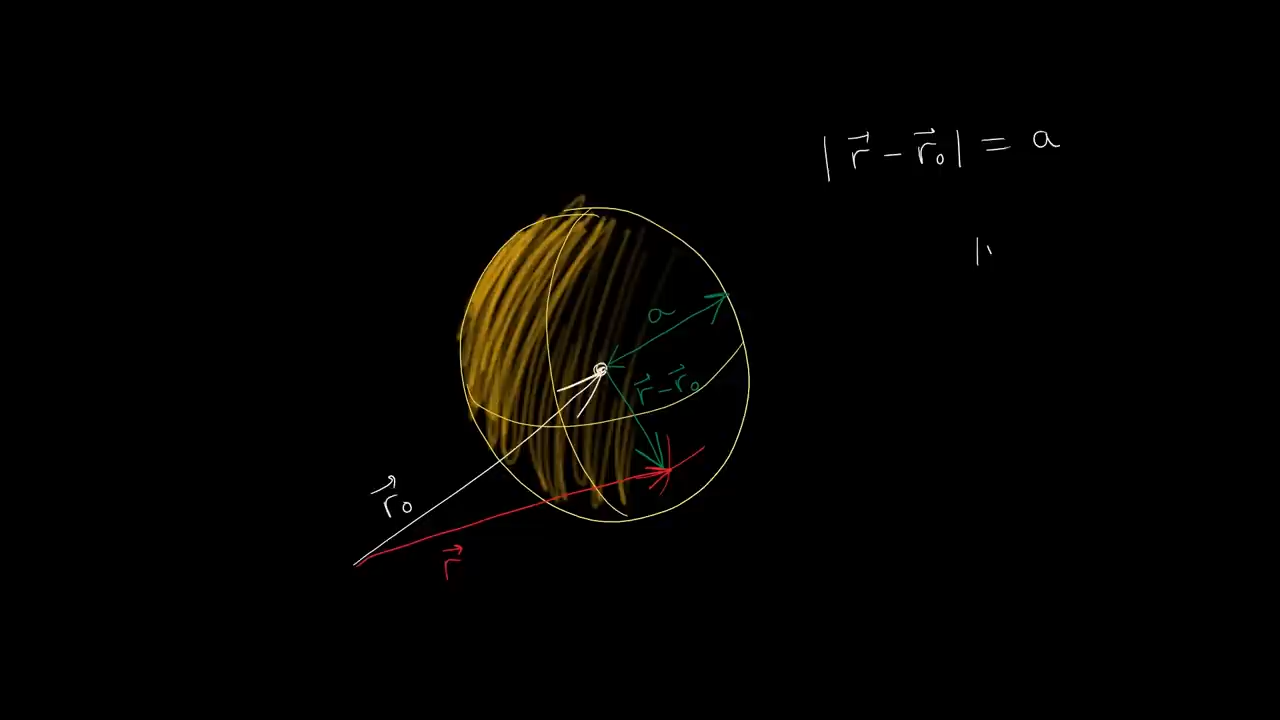 |r⃗ − r⃗₀| = a
a
r⃗ − r⃗₀
r⃗₀
r⃗